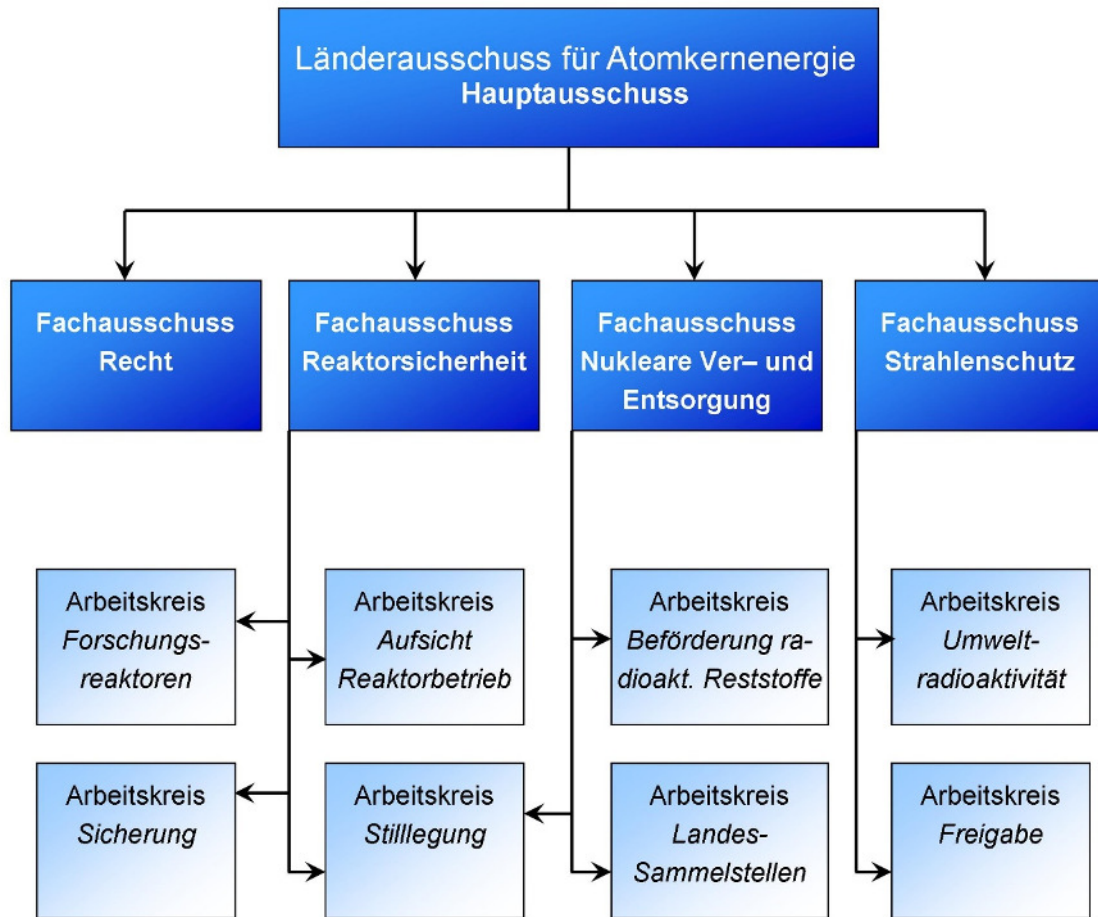 Länderausschuss für Atomkernenergie
Hauptausschuss
Fachausschuss
Recht
Fachausschuss
Reaktorsicherheit
Fachausschuss
Nukleare Ver– und
Entsorgung
Fachausschuss
Strahlenschutz
Arbeitskreis
Forschungs-
reaktoren
Arbeitskreis
Aufsicht
Reaktorbetrieb
Arbeitskreis
Beförderung ra-
dioakt. Reststoffe
Arbeitskreis
Umwelt-
radioaktivität
Arbeitskreis
Sicherung
Arbeitskreis
Stilllegung
Arbeitskreis
Landes-
Sammelstellen
Arbeitskreis
Freigabe